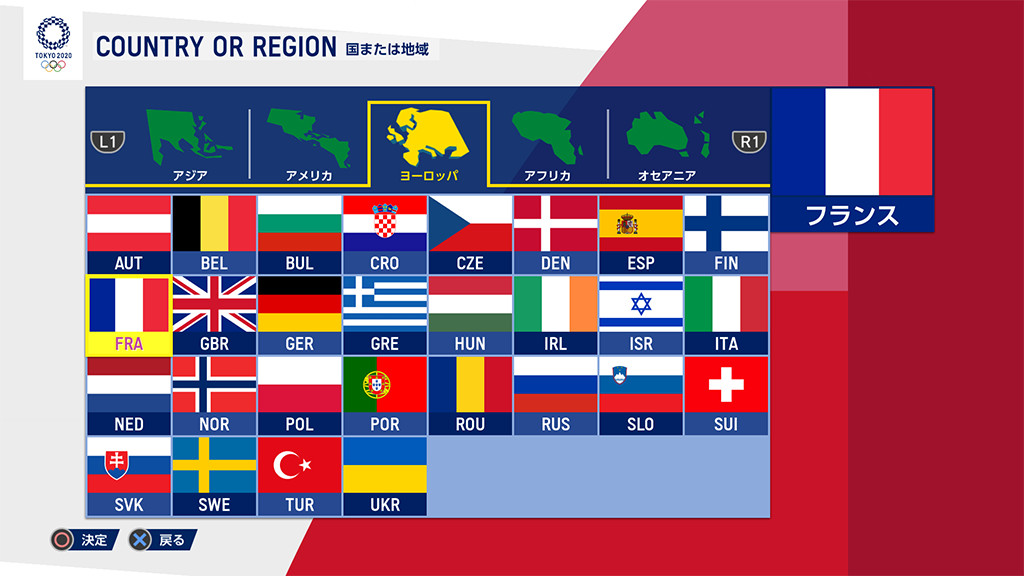 TOKYO 2020
COUNTRY OR REGION 国または地域
L1 アジア アメリカ ヨーロッパ アフリカ オセアニア R1
フランス
AUT BEL BUL CRO CZE DEN ESP FIN
FRA GBR GER GRE HUN IRL ISR ITA
NED NOR POL POR ROU RUS SLO SUI
SVK SWE TUR UKR
決定 戻る